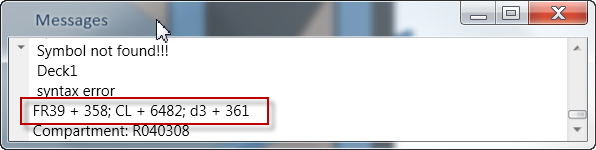 Messages
Symbol not found!!!
Deck1
syntax error
FR39 + 358; CL + 6482; d3 + 361
Compartment: R040308